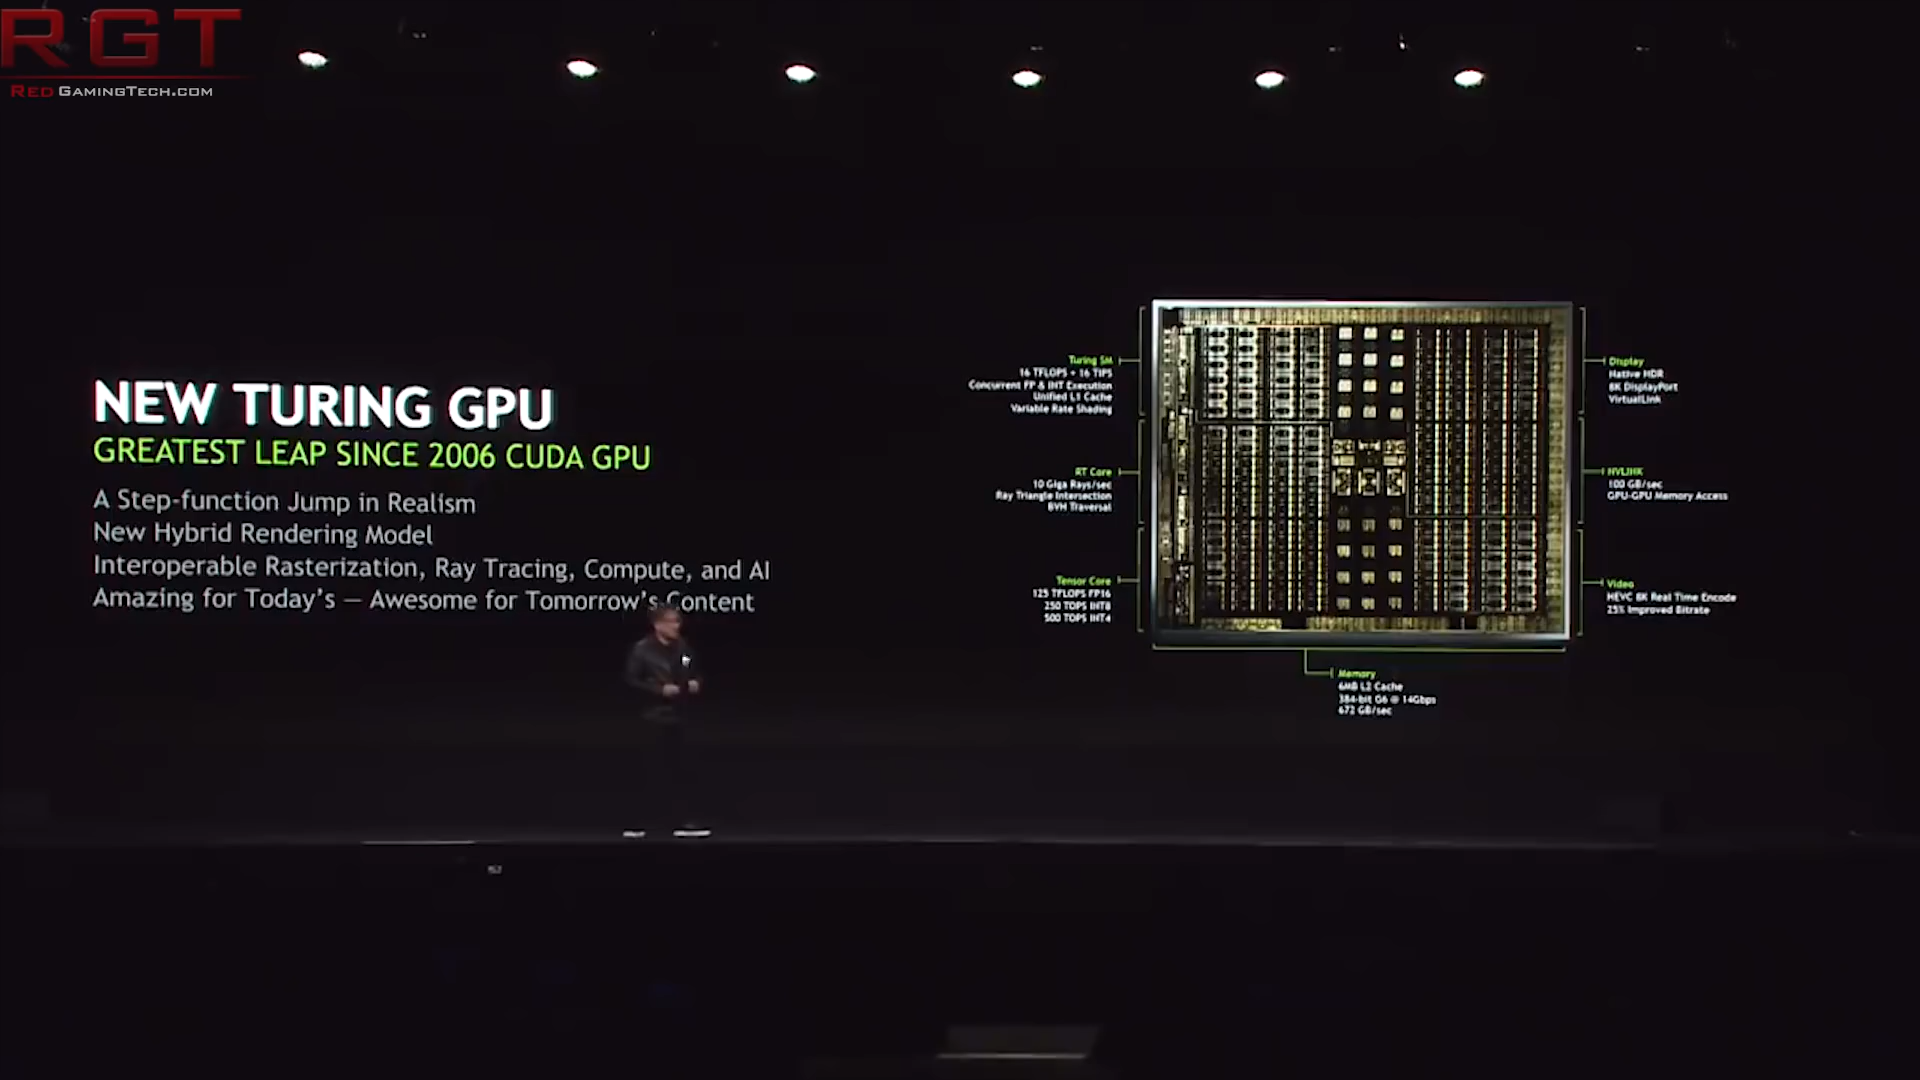 RGT
RED GAMINGTECH.COM
NEW TURING GPU
GREATEST LEAP SINCE 2006 CUDA GPU
A Step-function Jump in Realism
New Hybrid Rendering Model
Interoperable Rasterization, Ray Tracing, Compute, and AI
Amazing for Today's — Awesome for Tomorrow's Content
Turing SM
16 TFLOPS + 16 TIPS
Concurrent FP & INT Execution
Unified L1 Cache
Variable Rate Shading
RT Core
10 Giga Rays/sec
Ray Triangle Intersection
BVH Traversal
Tensor Core
125 TFLOPS FP16
250 TOPS INT8
500 TOPS INT4
Display
Native HDR
8K DisplayPort
VirtualLink
NVLINK
100 GB/sec
GPU-GPU Memory Access
Video
HEVC 8K Real Time Encode
25% Improved Bitrate
Memory
6MB L2 Cache
384-bit G6 @ 14Gbps
672 GB/sec